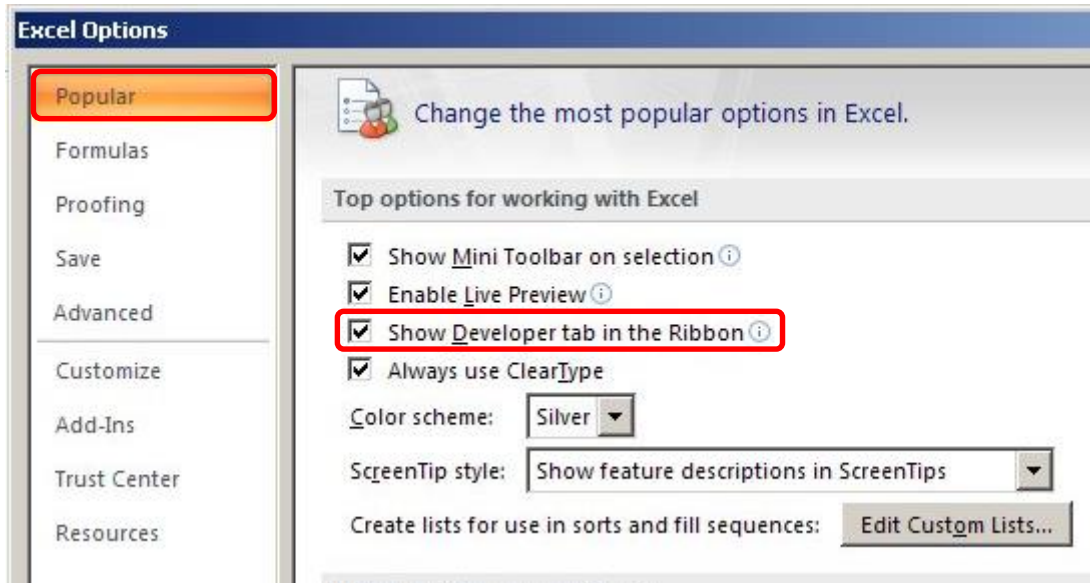 Excel Options
Popular
Formulas
Proofing
Save
Advanced
Customize
Add-Ins
Trust Center
Resources
Change the most popular options in Excel.
Top options for working with Excel
Show Mini Toolbar on selection
Enable Live Preview
Show Developer tab in the Ribbon
Always use ClearType
Color scheme: Silver
ScreenTip style: Show feature descriptions in ScreenTips
Create lists for use in sorts and fill sequences: Edit Custom Lists...